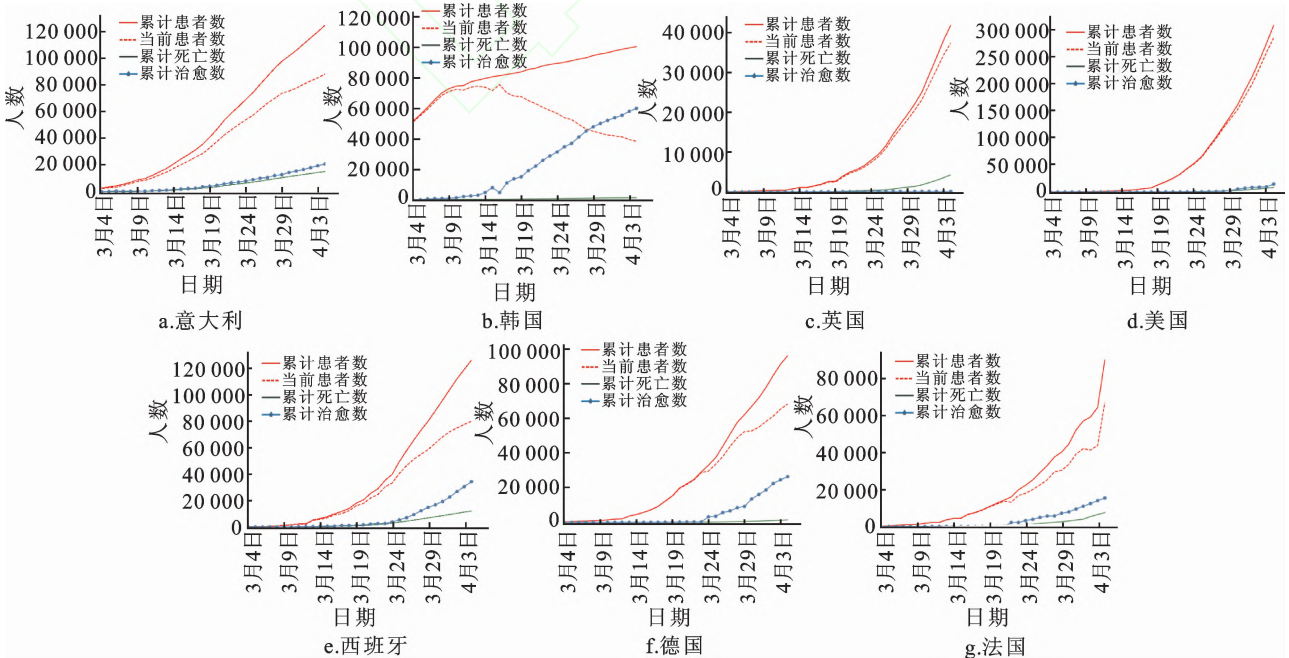 人数
120 000
100 000
80 000
60 000
40 000
20 000
0
累计患者数
当前患者数
累计死亡数
累计治愈数
3月4日
3月9日
3月14日
3月19日
3月24日
3月29日
4月3日
日期
a.意大利
人数
120 000
100 000
80 000
60 000
40 000
20 000
0
累计患者数
当前患者数
累计死亡数
累计治愈数
3月4日
3月9日
3月14日
3月19日
3月24日
3月29日
4月3日
日期
b.韩国
人数
40 000
30 000
20 000
10 000
0
累计患者数
当前患者数
累计死亡数
累计治愈数
3月4日
3月9日
3月14日
3月19日
3月24日
3月29日
4月3日
日期
c.英国
人数
300 000
250 000
200 000
150 000
100 000
50 000
0
累计患者数
当前患者数
累计死亡数
累计治愈数
3月4日
3月9日
3月14日
3月19日
3月24日
3月29日
4月3日
日期
d.美国
人数
120 000
100 000
80 000
60 000
40 000
20 000
0
累计患者数
当前患者数
累计死亡数
累计治愈数
3月4日
3月9日
3月14日
3月19日
3月24日
3月29日
4月3日
日期
e.西班牙
人数
100 000
80 000
60 000
40 000
20 000
0
累计患者数
当前患者数
累计死亡数
累计治愈数
3月4日
3月9日
3月14日
3月19日
3月24日
3月29日
4月3日
日期
f.德国
人数
80 000
60 000
40 000
20 000
0
累计患者数
当前患者数
累计死亡数
累计治愈数
3月4日
3月9日
3月14日
3月19日
3月24日
3月29日
4月3日
日期
g.法国